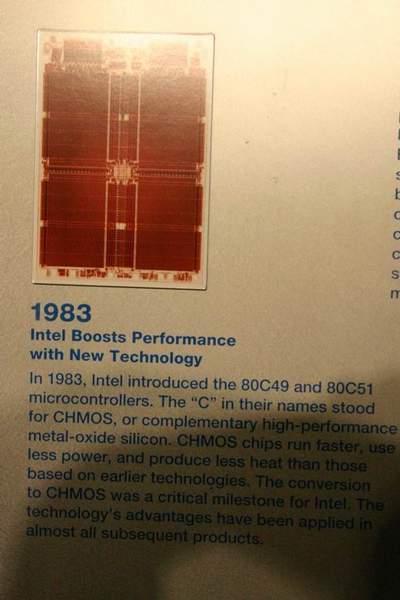 1983
Intel Boosts Performance
with New Technology
In 1983, Intel introduced the 80C49 and 80C51
microcontrollers. The “C” in their names stood
for CHMOS, or complementary high-performance
metal-oxide silicon. CHMOS chips run faster, use
less power, and produce less heat than those
based on earlier technologies. The conversion
to CHMOS was a critical milestone for Intel. The
technology's advantages have been applied in
almost all subsequent products.